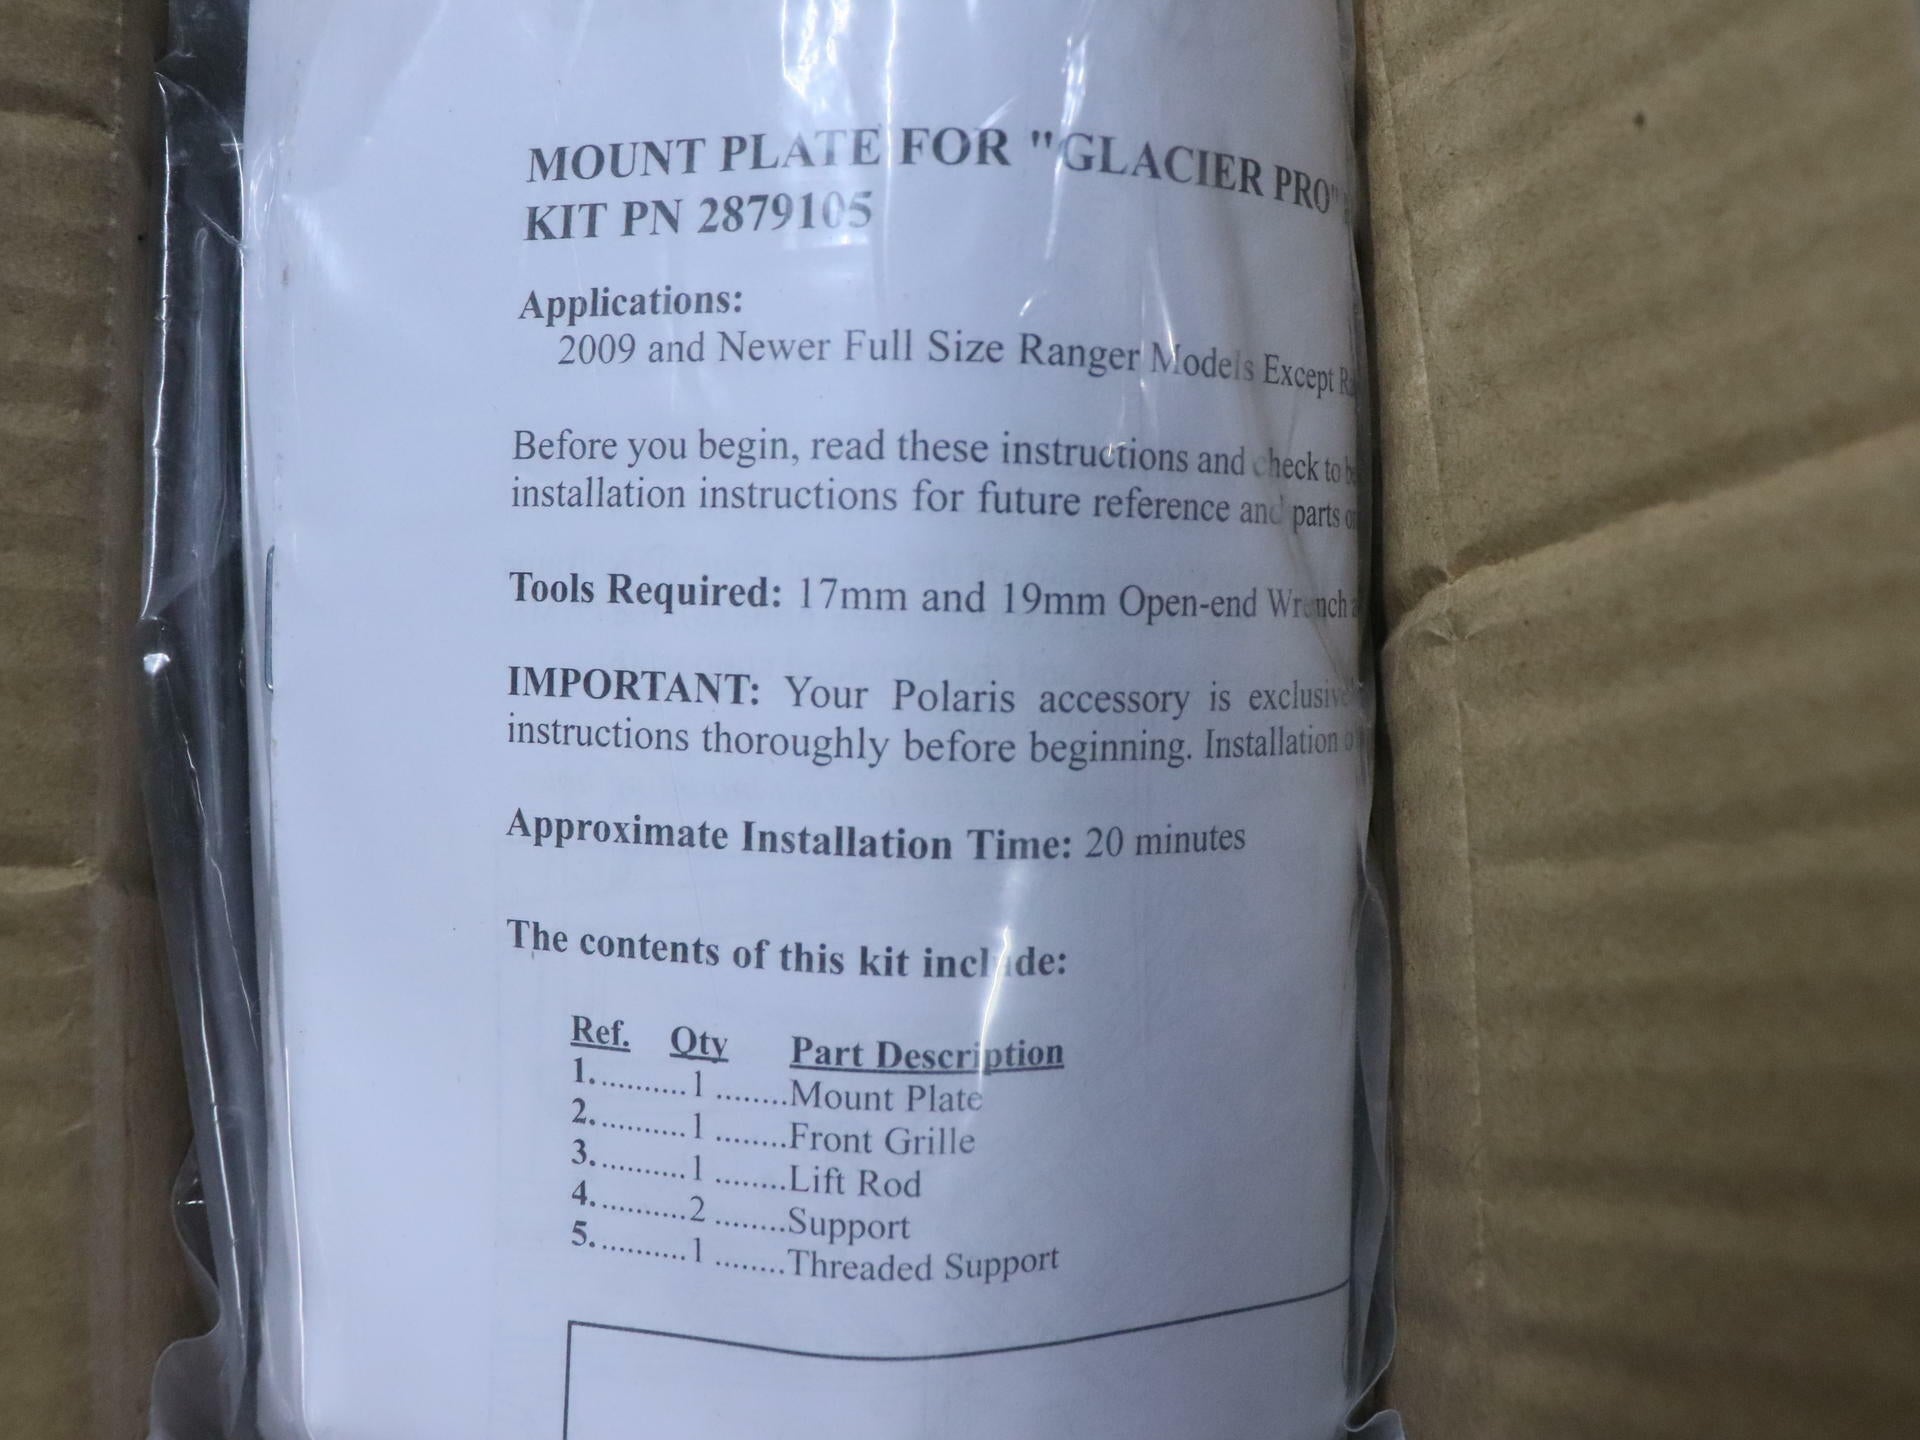 MOUNT PLATE FOR "GLACIER PRO"
KIT PN 2879105
Applications:
2009 and Newer Full Size Ranger Models Except
Before you begin, read these instructions and check to
installation instructions for future reference and parts
Tools Required: 17mm and 19mm Open-end Wrench
IMPORTANT: Your Polaris accessory is
instructions thoroughly before beginning. Installation
Approximate Installation Time: 20 minutes
The contents of this kit include:
Ref. Qty Part Description
1...........1 ........Mount Plate
2...........1 ........Front Grille
3...........1 ........Lift Rod
4...........2 ........Support
5...........1 ........Threaded Support